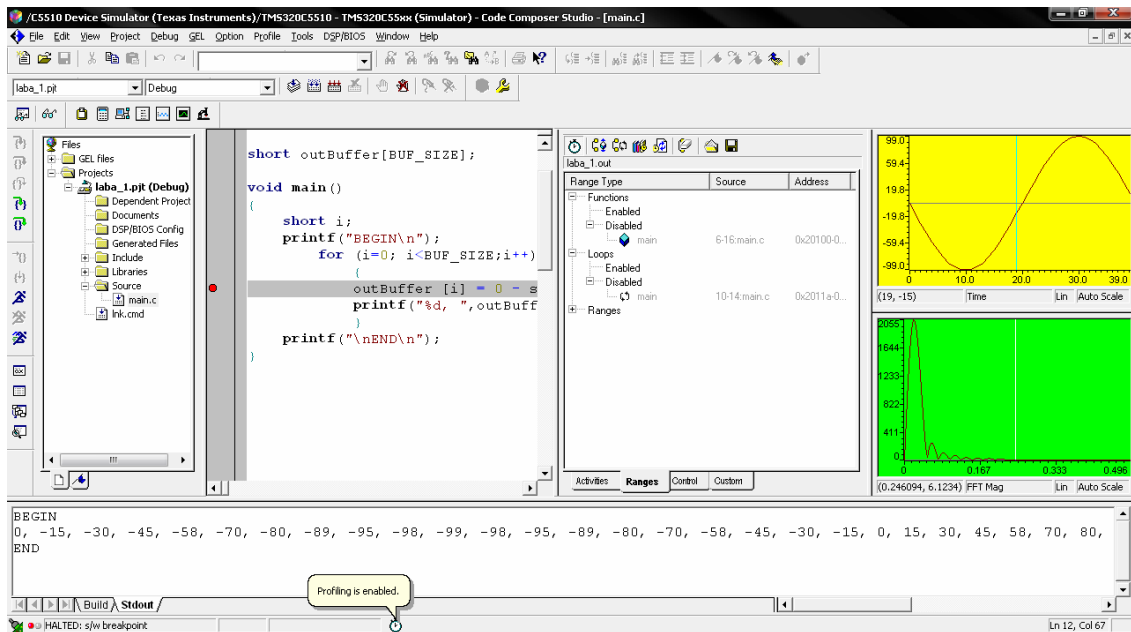 /C5510 Device Simulator (Texas Instruments)/TMS320C5510 - TMS320C55xx (Simulator) - Code Composer Studio - [main.c]
File Edit View Project Debug GEL Option Profile Tools DSP/BIOS Window Help
laba_1.pjt Debug
Files
GEL files
Projects
laba_1.pjt (Debug)
Dependent Project
Documents
DSP/BIOS Config
Generated Files
Include
Libraries
Source
main.c
lnk.cmd
short outBuffer[BUF_SIZE];
void main()
{
short i;
printf("BEGIN\n");
for (i=0; i<BUF_SIZE;i++)
{
outBuffer [i] = 0 - s
printf("%d, ",outBuff
}
printf("\nEND\n");
}
laba_1.out
Range Type Source Address
Functions
Enabled
Disabled
main 6-16:main.c 0x20100-0...
Loops
Enabled
Disabled
main 10-14:main.c 0x2011a-0...
Ranges
Activities Ranges Control Custom
99.0
59.4
19.8
-19.8
-59.4
-99.0
0 10.0 20.0 30.0 39.0
(19, -15) Time Lin Auto Scale
2055
1644
1233
822
411
0
0 0.167 0.333 0.496
(0.246094, 6.1234) FFT Mag Lin Auto Scale
BEGIN
0, -15, -30, -45, -58, -70, -80, -89, -95, -98, -99, -98, -95, -89, -80, -70, -58, -45, -30, -15, 0, 15, 30, 45, 58, 70, 80,
END
Profiling is enabled.
Build Stdout
HALTED: s/w breakpoint
Ln 12, Col 67